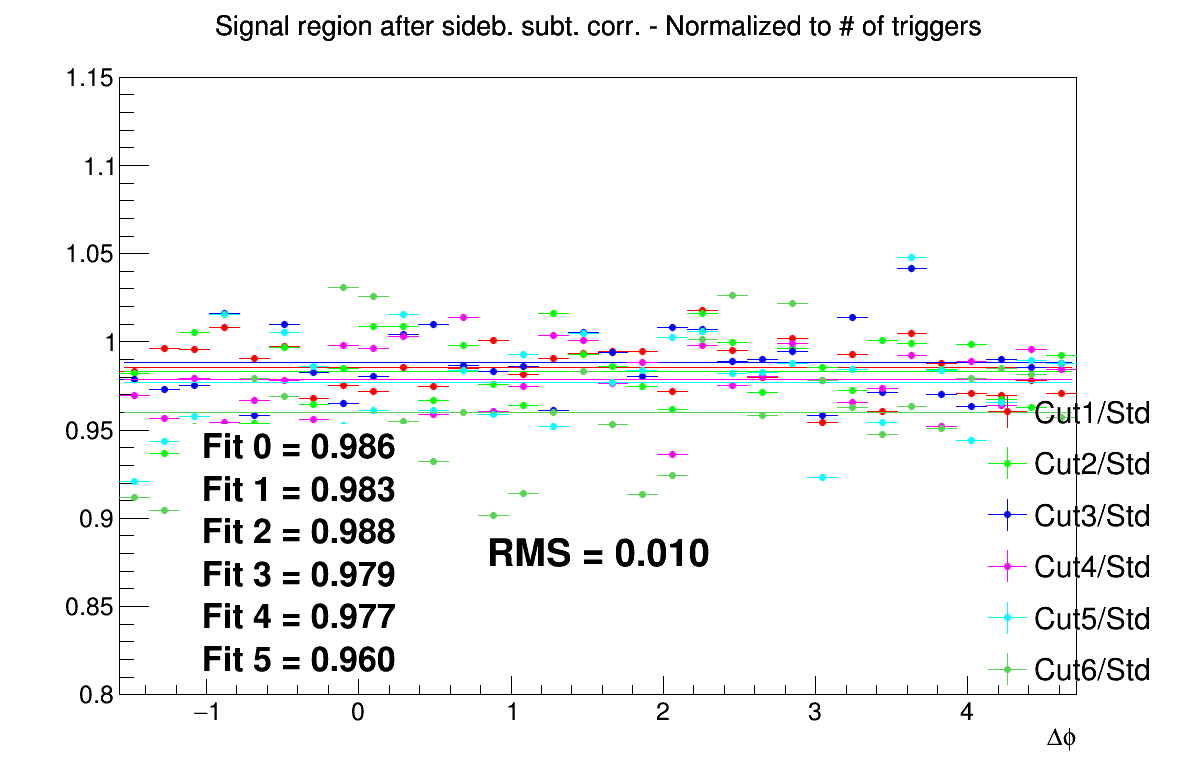 Signal region after sideb. subt. corr. - Normalized to # of triggers
1.15
1.1
1.05
1
0.95
0.9
0.85
0.8
Fit 0 = 0.986
Fit 1 = 0.983
Fit 2 = 0.988
Fit 3 = 0.979
Fit 4 = 0.977
Fit 5 = 0.960
RMS = 0.010
Cut1/Std
Cut2/Std
Cut3/Std
Cut4/Std
Cut5/Std
Cut6/Std
−1 0 1 2 3 4
Δϕ